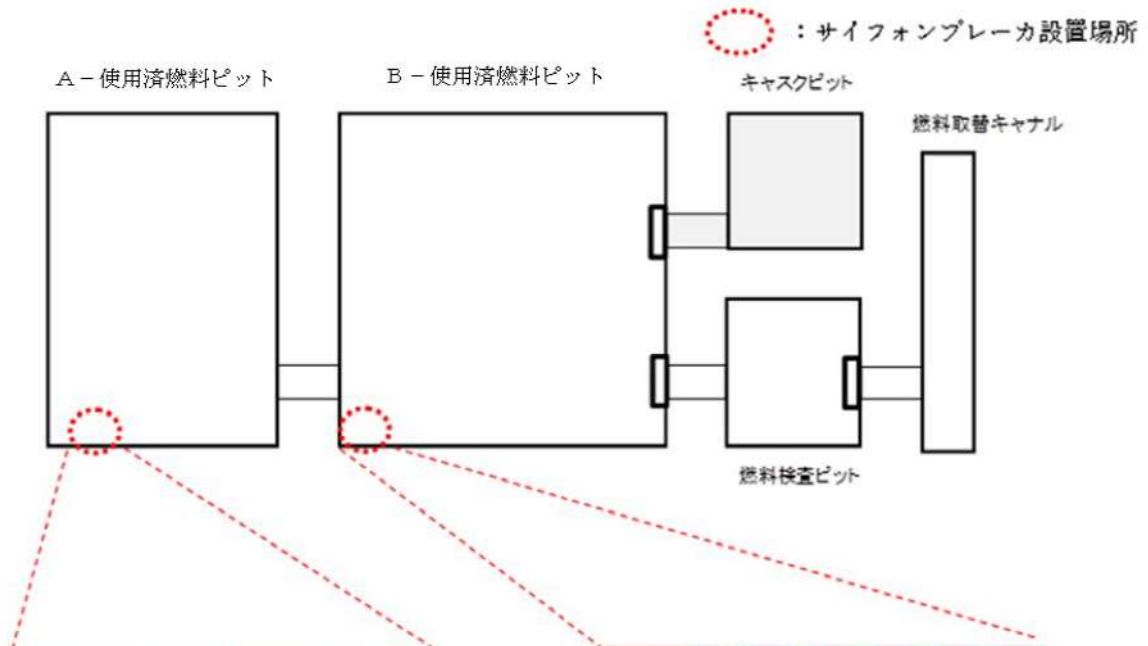 ：サイフォンブレーカ設置場所
A－使用済燃料ピット
B－使用済燃料ピット
キャスクピット
燃料取替キャナル
燃料検査ピット